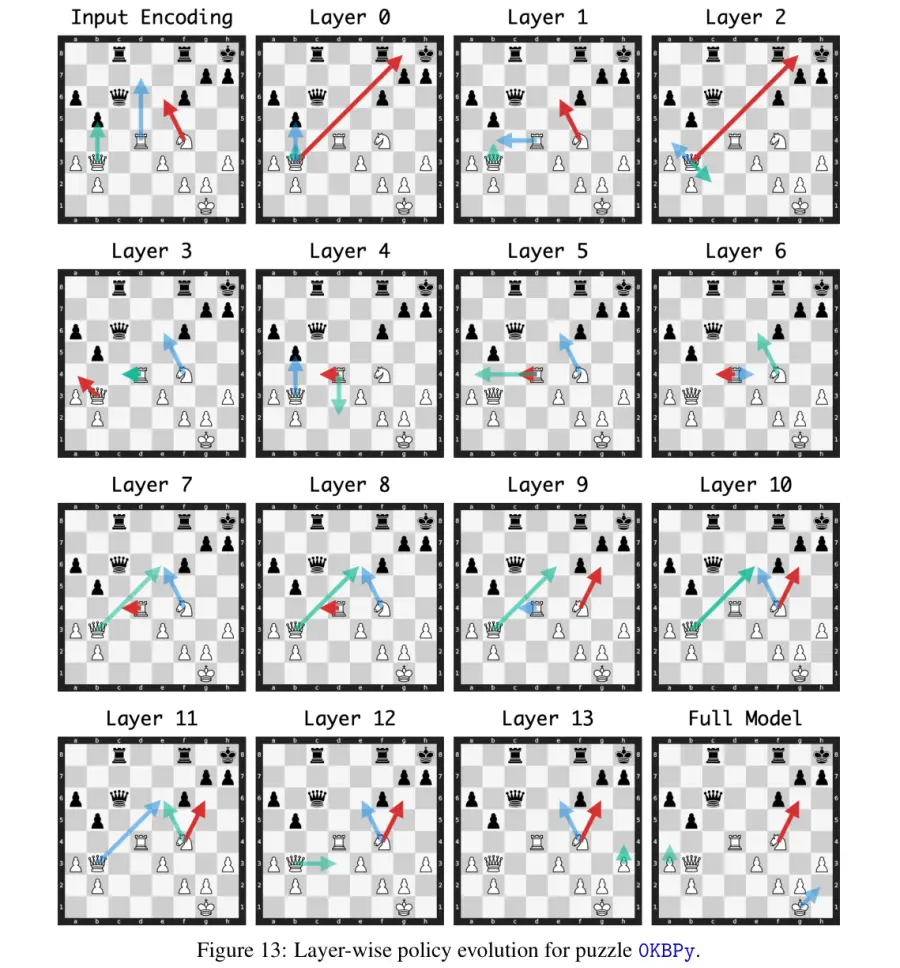 Input Encoding Layer 0 Layer 1 Layer 2
Layer 3 Layer 4 Layer 5 Layer 6
Layer 7 Layer 8 Layer 9 Layer 10
Layer 11 Layer 12 Layer 13 Full Model
Figure 13: Layer-wise policy evolution for puzzle OKBPy.